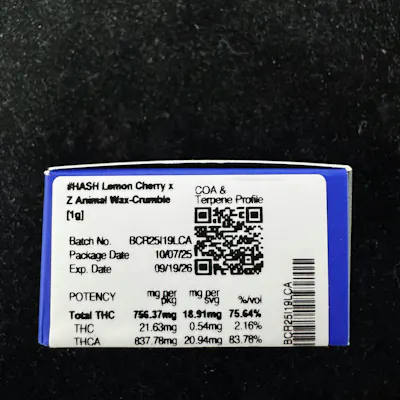 #HASH Lemon Cherry x
Z Animal Wax-Crumble
[1g]
COA &
Terpene Profile
Batch No. BCR25I19LCA
Package Date 10/07/25
Exp. Date 09/19/26
POTENCY mg per pkg mg per svg %/vol
Total THC 756.37mg 18.91mg 75.64%
THC 21.63mg 0.54mg 2.16%
THCA 837.78mg 20.94mg 83.78%
BCR25I19LCA